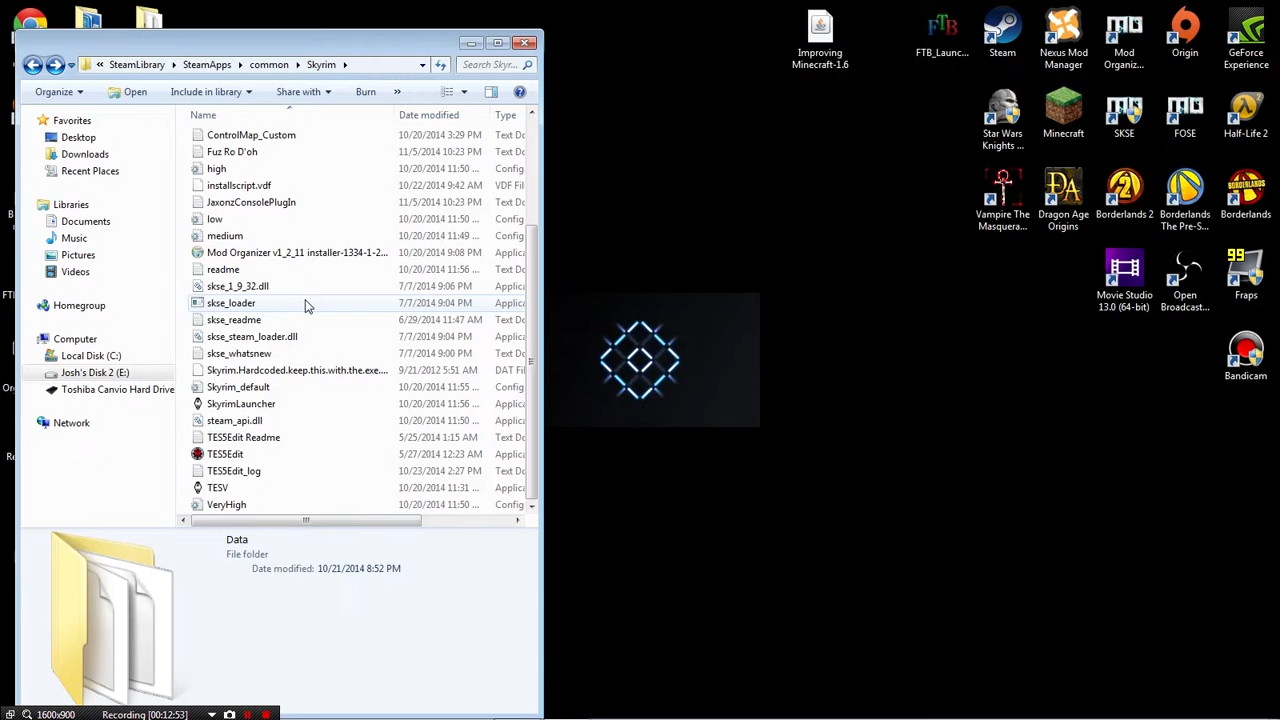 « SteamLibrary ▸ SteamApps ▸ common ▸ Skyrim ▸
Search Skyr...
Organize
Open
Include in library
Share with
Burn
»
Name
Date modified
Type
Favorites
Desktop
Downloads
Recent Places
Libraries
Documents
Music
Pictures
Videos
Homegroup
Computer
Local Disk (C:)
Josh's Disk 2 (E:)
Toshiba Canvio Hard Drive
Network
ControlMap_Custom 10/20/2014 3:29 PM Text Do
Fuz Ro D'oh 11/5/2014 10:23 PM Text Do
high 10/20/2014 11:50 ... Config
installscript.vdf 10/22/2014 9:42 AM VDF Fil
JaxonzConsolePlugIn 11/5/2014 10:23 PM Text Do
low 10/20/2014 11:50 ... Config
medium 10/20/2014 11:49 ... Config
Mod Organizer v1_2_11 installer-1334-1-2... 10/20/2014 9:08 PM Applica
readme 10/20/2014 11:56 ... Text Do
skse_1_9_32.dll 7/7/2014 9:06 PM Applica
skse_loader 7/7/2014 9:04 PM Applica
skse_readme 6/29/2014 11:47 AM Text Do
skse_steam_loader.dll 7/7/2014 9:04 PM Applica
skse_whatsnew 7/7/2014 9:00 PM Text Do
Skyrim.Hardcoded.keep.this.with.the.exe.... 9/21/2012 5:51 AM DAT Fil
Skyrim_default 10/20/2014 11:55 ... Config
SkyrimLauncher 10/20/2014 11:56 ... Applica
steam_api.dll 10/20/2014 11:50 ... Applica
TES5Edit Readme 5/25/2014 1:15 AM Text Do
TES5Edit 5/27/2014 12:23 AM Applica
TES5Edit_log 10/23/2014 2:27 PM Text Do
TESV 10/20/2014 11:31 ... Applica
VeryHigh 10/20/2014 11:50 ... Config
Data
File folder
Date modified: 10/21/2014 8:52 PM
1600x900 Recording [00:12:53]
Improving
Minecraft-1.6
FTB
FTB_Launc...
Steam
Nexus Mod
Manager
Mod
Organiz...
Origin
GeForce
Experience
Star Wars
Knights ...
Minecraft
SKSE
FOSE
Half-Life 2
Vampire The
Masquera...
Dragon Age
Origins
Borderlands 2
Borderlands
The Pre-S...
BORDERLANDS
Borderlands
Movie Studio
13.0 (64-bit)
Open
Broadcast...
99
Fraps
Bandicam